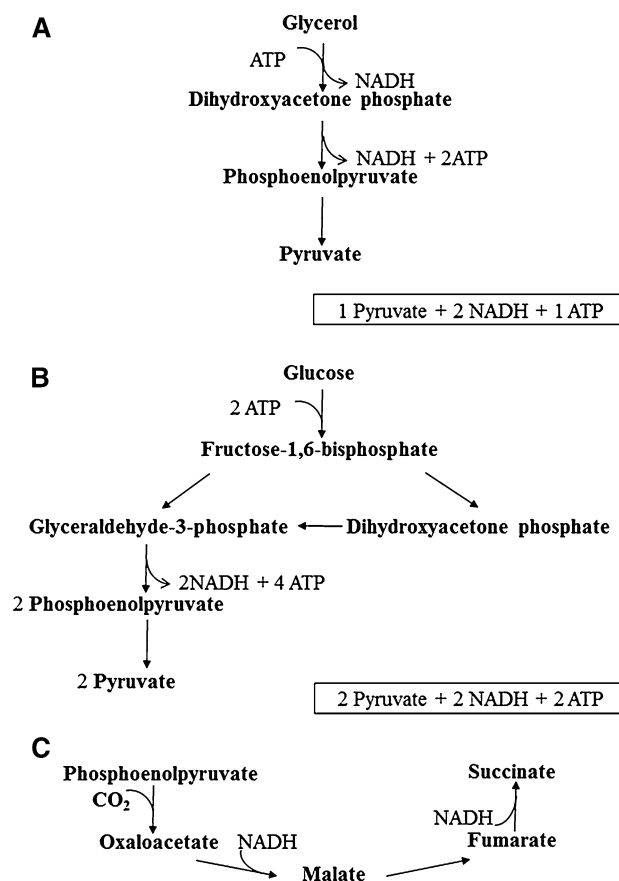 A
Glycerol
ATP
NADH
Dihydroxyacetone phosphate
NADH + 2ATP
Phosphoenolpyruvate
Pyruvate
1 Pyruvate + 2 NADH + 1 ATP
B
Glucose
2 ATP
Fructose-1,6-bisphosphate
Glyceraldehyde-3-phosphate
Dihydroxyacetone phosphate
2NADH + 4 ATP
2 Phosphoenolpyruvate
2 Pyruvate
2 Pyruvate + 2 NADH + 2 ATP
C
Phosphoenolpyruvate
Succinate
CO₂
NADH
Oxaloacetate
NADH
Fumarate
Malate